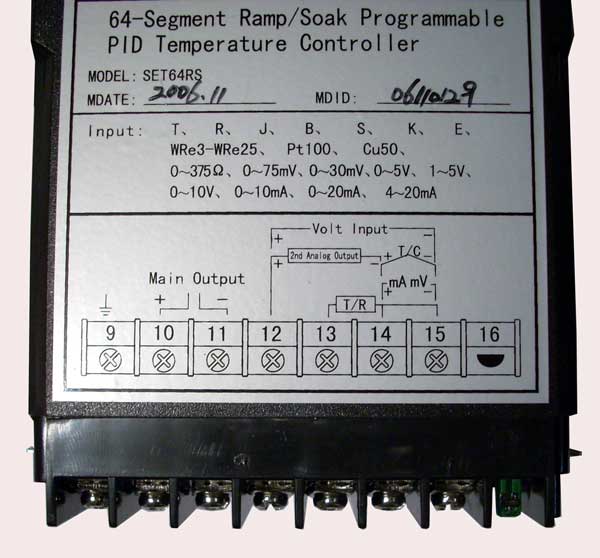 64-Segment Ramp/Soak Programmable
PID Temperature Controller
MODEL: SET64RS
MDATE: 2006.11 MDID: 06110129
Input: T、 R、 J、 B、 S、 K、 E、
WRe3-WRe25、 Pt100、 Cu50、
0~375Ω、 0~75mV、 0~30mV、 0~5V、 1~5V、
0~10V、 0~10mA、 0~20mA、 4~20mA
Volt Input
+ −
+ 2nd Analog Output − + T/C −
Main Output
+ −
mA mV
+ −
T/R
9 10 11 12 13 14 15 16